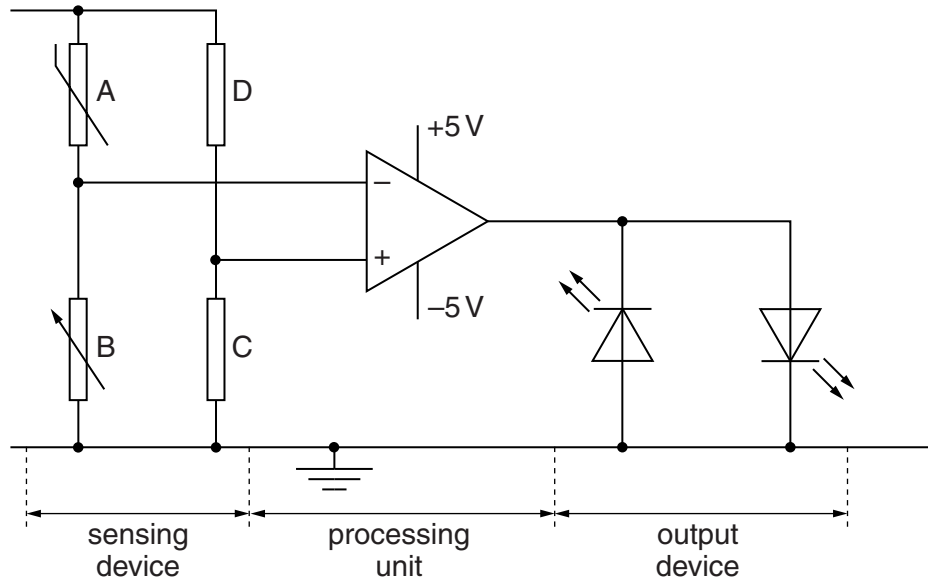 A
D
+5 V
–
+
–5 V
B
C
sensing
device
processing
unit
output
device